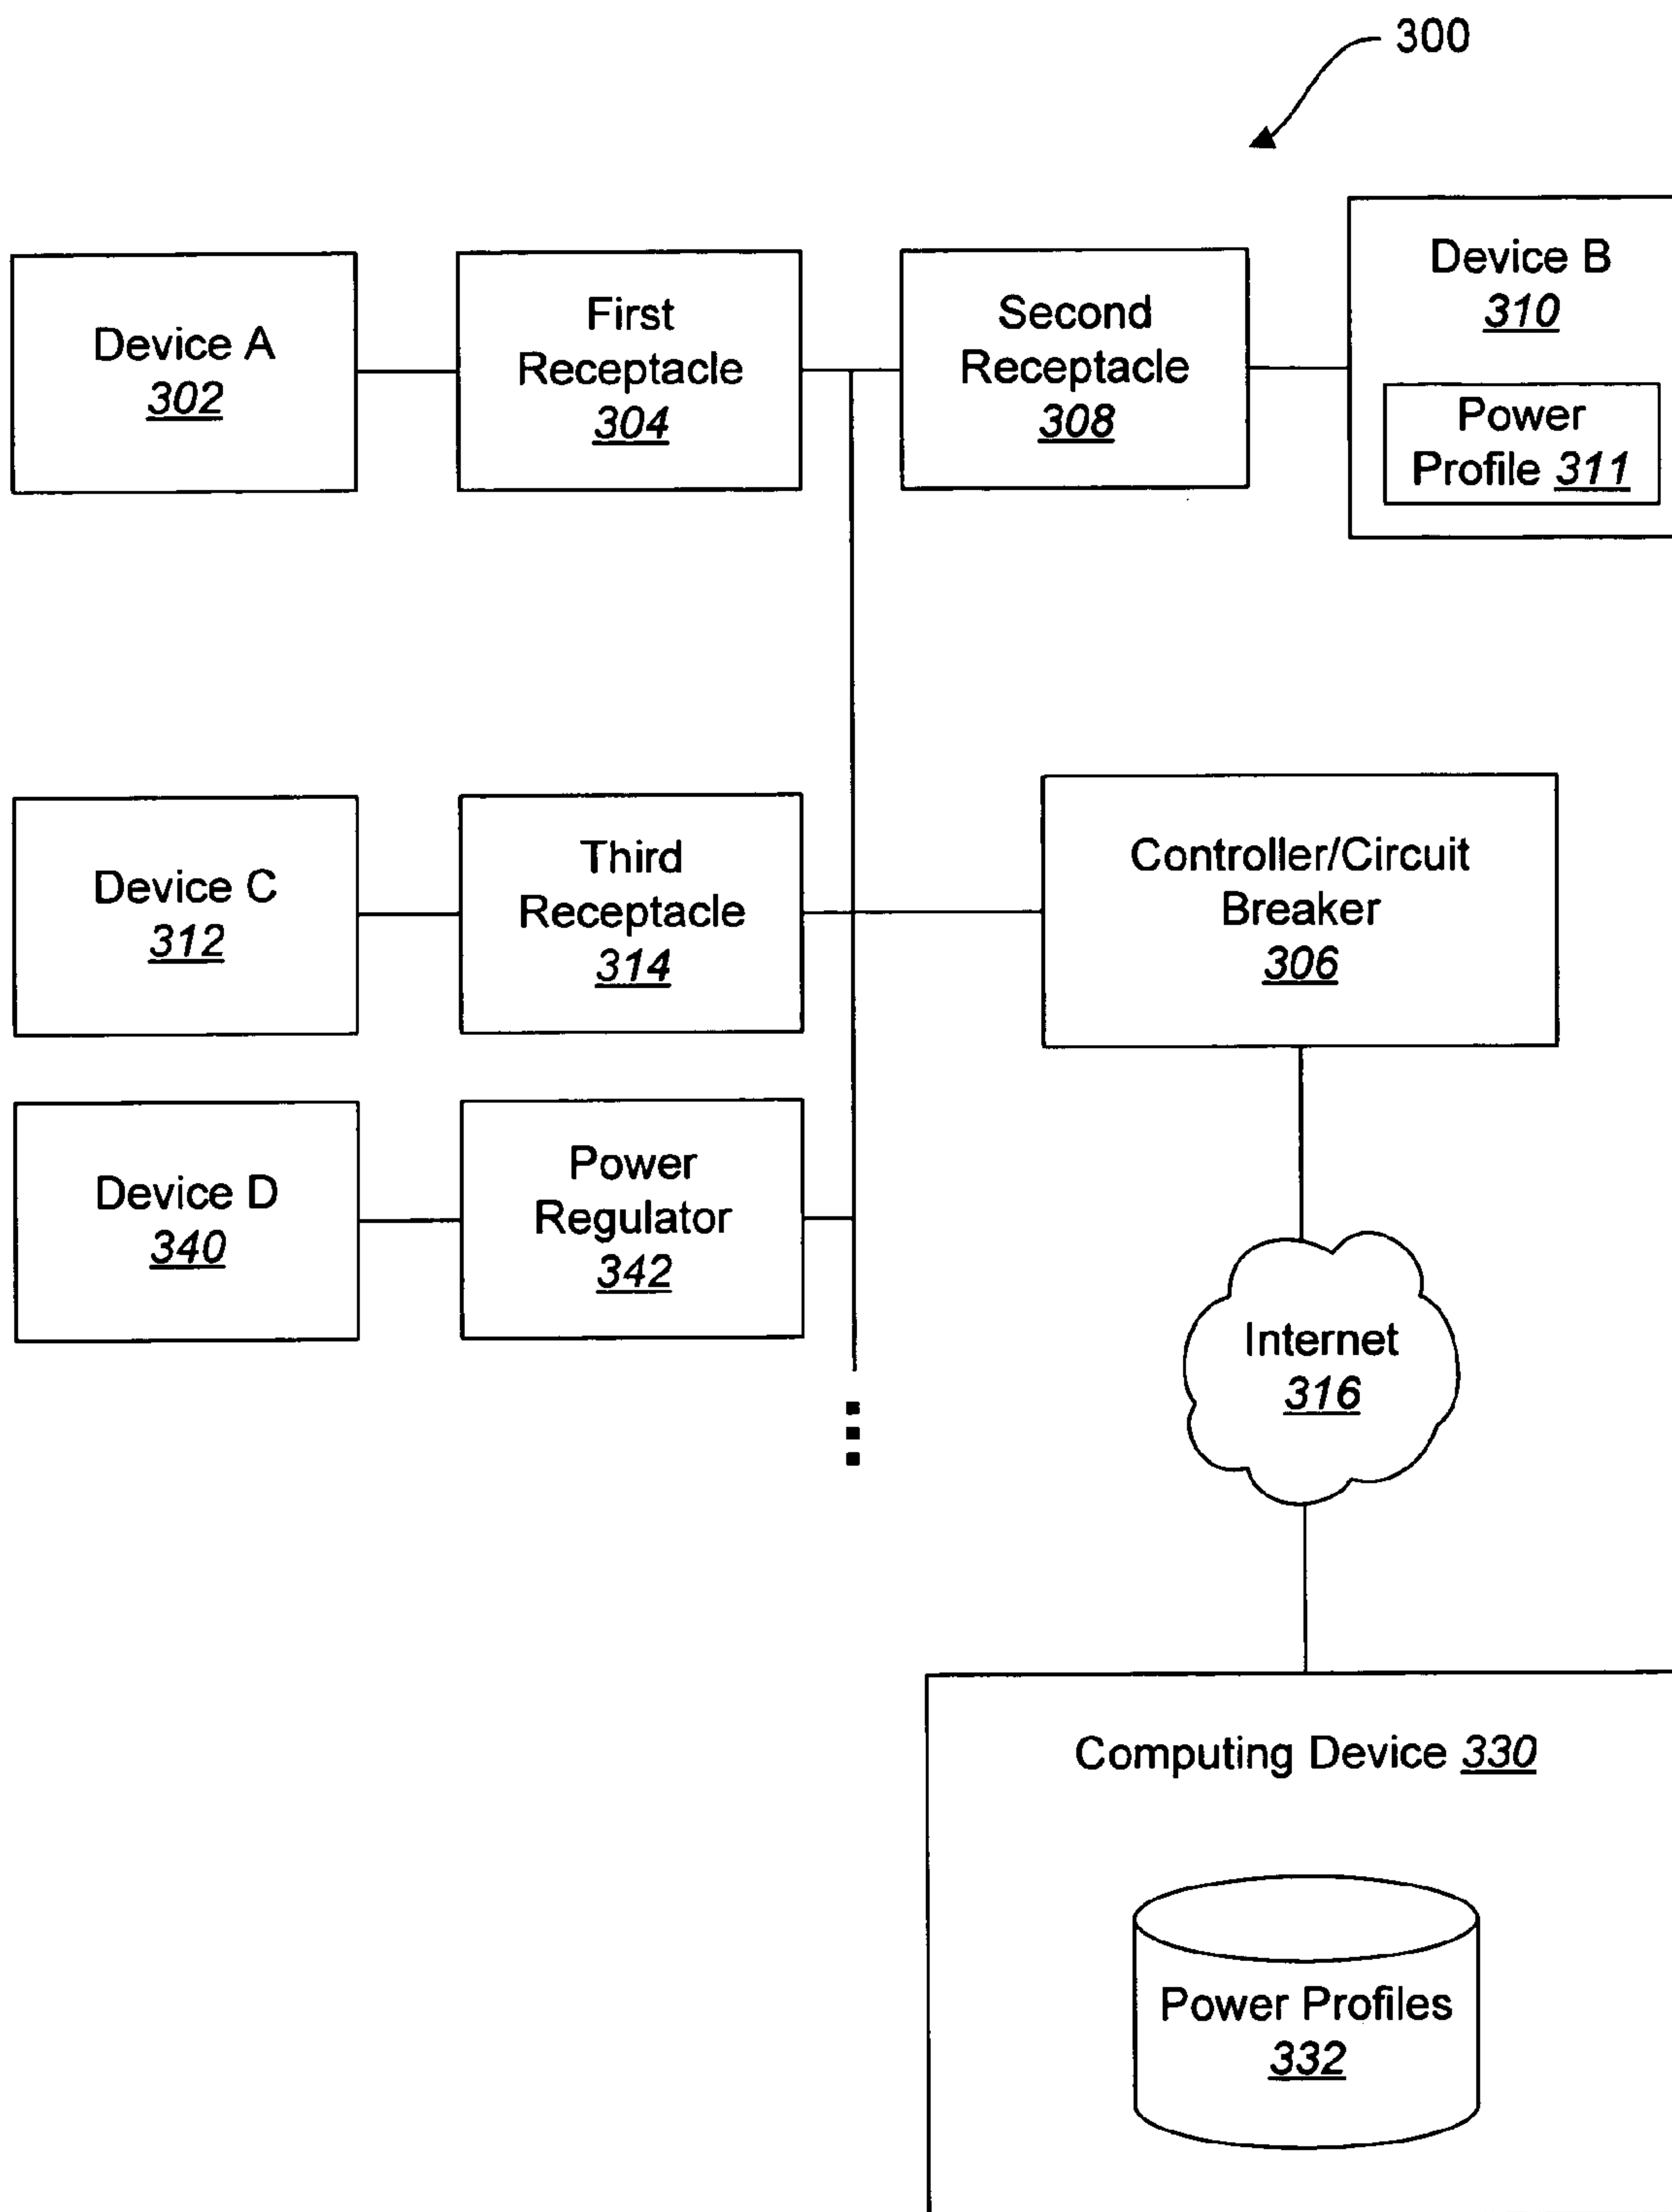 300
Device A
302
First
Receptacle
304
Second
Receptacle
308
Device B
310
Power
Profile 311
Device C
312
Third
Receptacle
314
Controller/Circuit
Breaker
306
Device D
340
Power
Regulator
342
Internet
316
Computing Device 330
Power Profiles
332